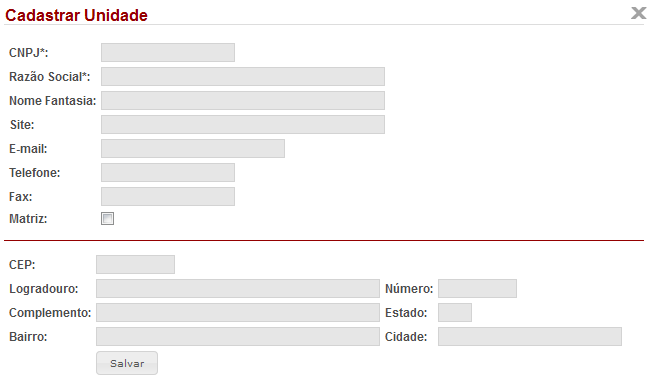 Cadastrar Unidade
CNPJ*:
Razão Social*:
Nome Fantasia:
Site:
E-mail:
Telefone:
Fax:
Matriz:
CEP:
Logradouro: Número:
Complemento: Estado:
Bairro: Cidade:
Salvar